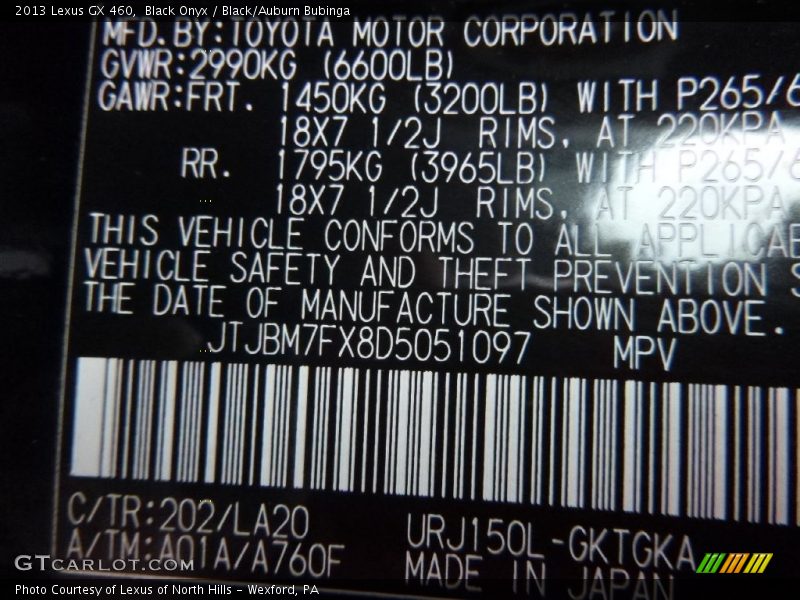 2013 Lexus GX 460, Black Onyx / Black/Auburn Bubinga
MFD.BY:TOYOTA MOTOR CORPORATION
GVWR:2990KG (6600LB)
GAWR:FRT. 1450KG (3200LB) WITH P265/6
18X7 1/2J RIMS, AT 220KPA
RR. 1795KG (3965LB) WITH P265/6
18X7 1/2J RIMS, AT 220KPA
THIS VEHICLE CONFORMS TO ALL APPLICAB
VEHICLE SAFETY AND THEFT PREVENTION S
THE DATE OF MANUFACTURE SHOWN ABOVE.
JTJBM7FX8D5051097 MPV
C/TR:202/LA20 URJ150L-GKTGKA
A/TM:A01A/A760F MADE IN JAPAN
GTCARLOT.COM
Photo Courtesy of Lexus of North Hills - Wexford, PA